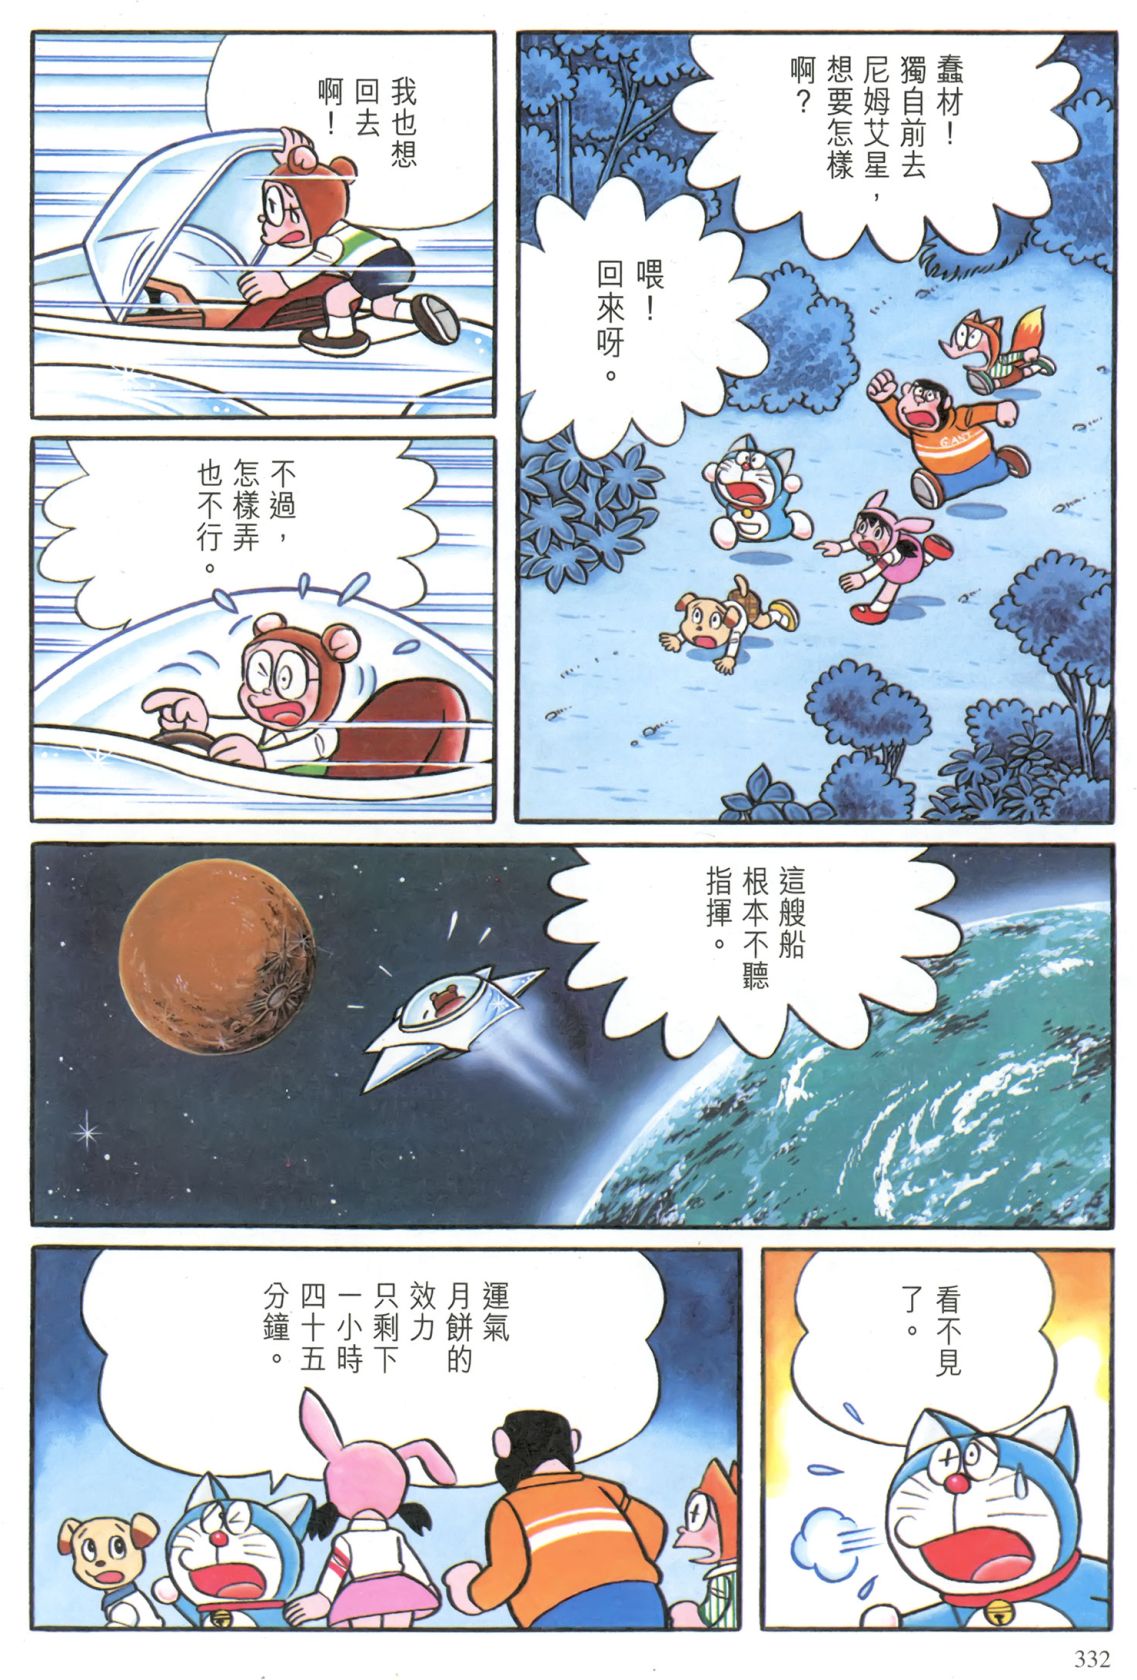 蠢材！
獨自前去
尼姆艾星，
想要怎樣
啊？
喂！
回來呀。
GIANT
我也想
回去
啊！
不過，
怎樣弄
也不行。
這艘船
根本不聽
指揮。
看不見
了。
運氣
月餅的
效力
只剩下
一小時
四十五
分鐘。
332